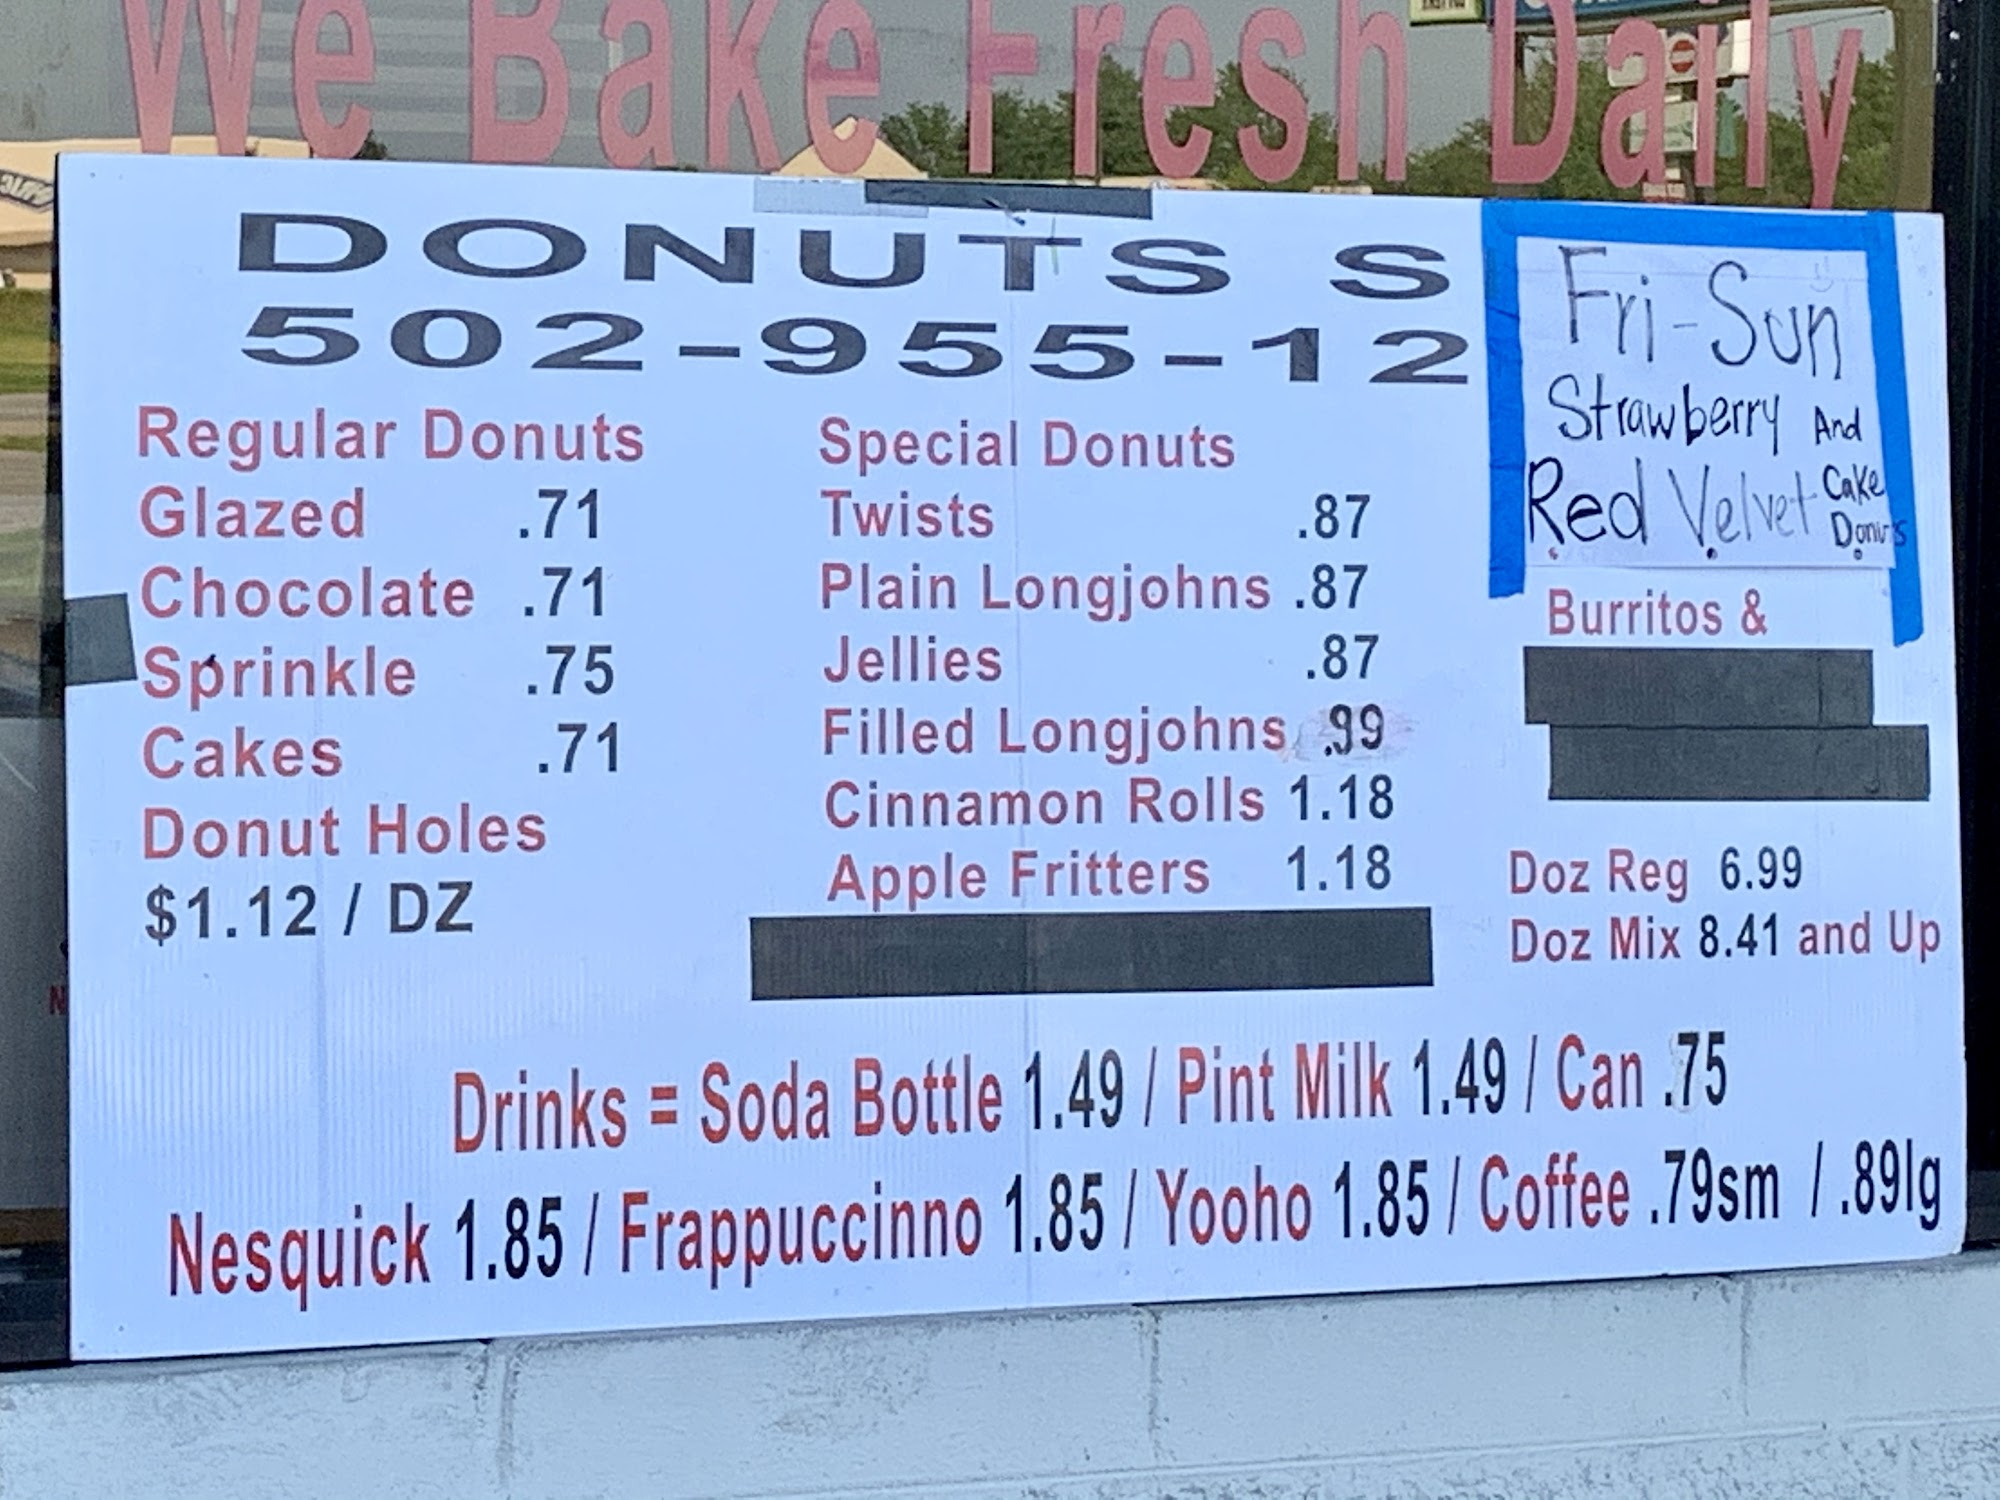 We Bake Fresh Daily
DONUTS S
502-955-12
Fri-Sun
Strawberry And
Red Velvet Cake
Donuts
Regular Donuts
Glazed .71
Chocolate .71
Sprinkle .75
Cakes .71
Donut Holes
$1.12 / DZ
Special Donuts
Twists .87
Plain Longjohns .87
Jellies .87
Filled Longjohns .99
Cinnamon Rolls 1.18
Apple Fritters 1.18
Burritos &
Doz Reg 6.99
Doz Mix 8.41 and Up
Drinks = Soda Bottle 1.49 / Pint Milk 1.49 / Can .75
Nesquick 1.85 / Frappuccinno 1.85 / Yooho 1.85 / Coffee .79sm / .89lg